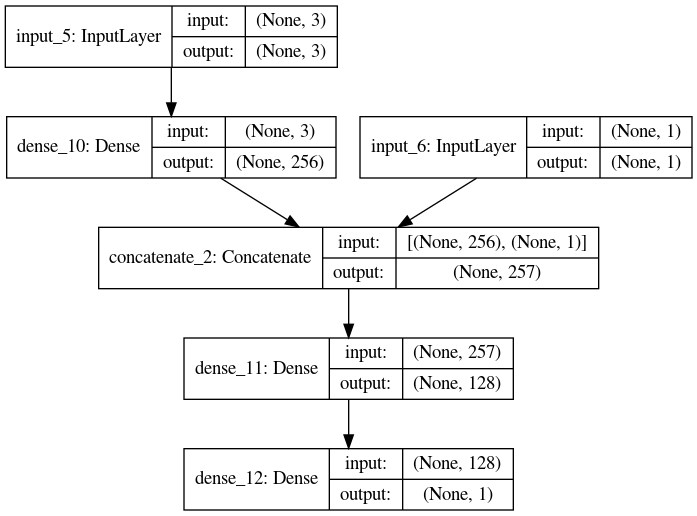 input_5: InputLayer
input: (None, 3)
output: (None, 3)
dense_10: Dense
input: (None, 3)
output: (None, 256)
input_6: InputLayer
input: (None, 1)
output: (None, 1)
concatenate_2: Concatenate
input: [(None, 256), (None, 1)]
output: (None, 257)
dense_11: Dense
input: (None, 257)
output: (None, 128)
dense_12: Dense
input: (None, 128)
output: (None, 1)